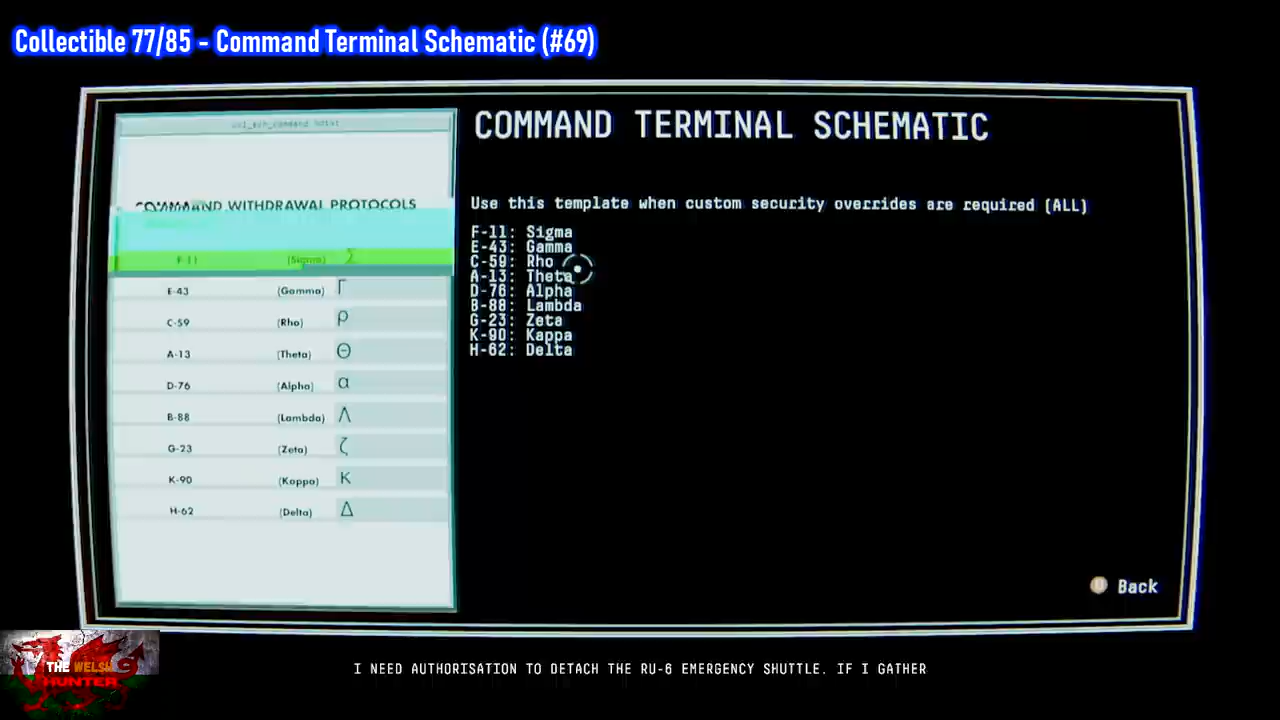 Collectible 77/85 - Command Terminal Schematic (#69)
COMMAND TERMINAL SCHEMATIC
COMMAND WITHDRAWAL PROTOCOLS
F-11 (Sigma) Σ
E-43 (Gamma) Γ
C-59 (Rho) ρ
A-13 (Theta) Θ
D-76 (Alpha) α
B-88 (Lambda) Λ
G-23 (Zeta) ζ
K-90 (Kappa) K
H-62 (Delta) Δ
Use this template when custom security overrides are required (ALL)
F-11: Sigma
E-43: Gamma
C-59: Rho
A-13: Theta
D-76: Alpha
B-88: Lambda
G-23: Zeta
K-90: Kappa
H-62: Delta
Back
THE WELSH
HUNTER
I NEED AUTHORISATION TO DETACH THE RU-6 EMERGENCY SHUTTLE. IF I GATHER